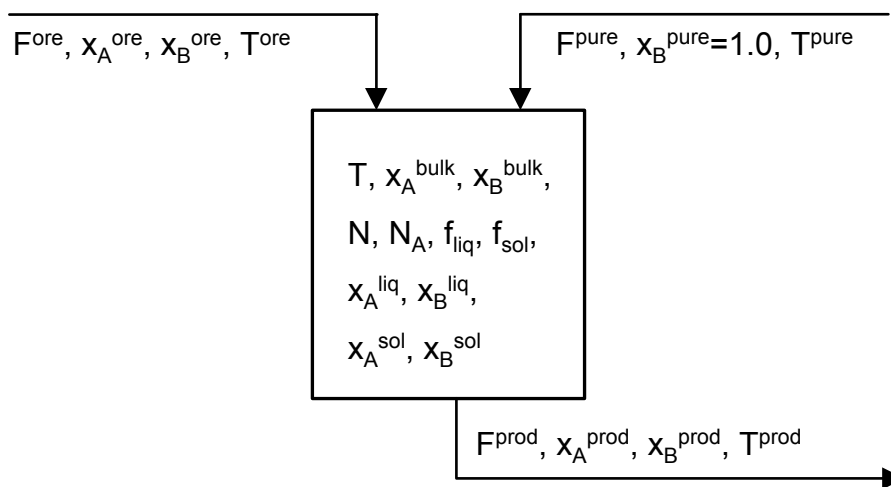 F^ore, x_A^ore, x_B^ore, T^ore
F^pure, x_B^pure=1.0, T^pure
T, x_A^bulk, x_B^bulk,
N, N_A, f_liq, f_sol,
x_A^liq, x_B^liq,
x_A^sol, x_B^sol
F^prod, x_A^prod, x_B^prod, T^prod